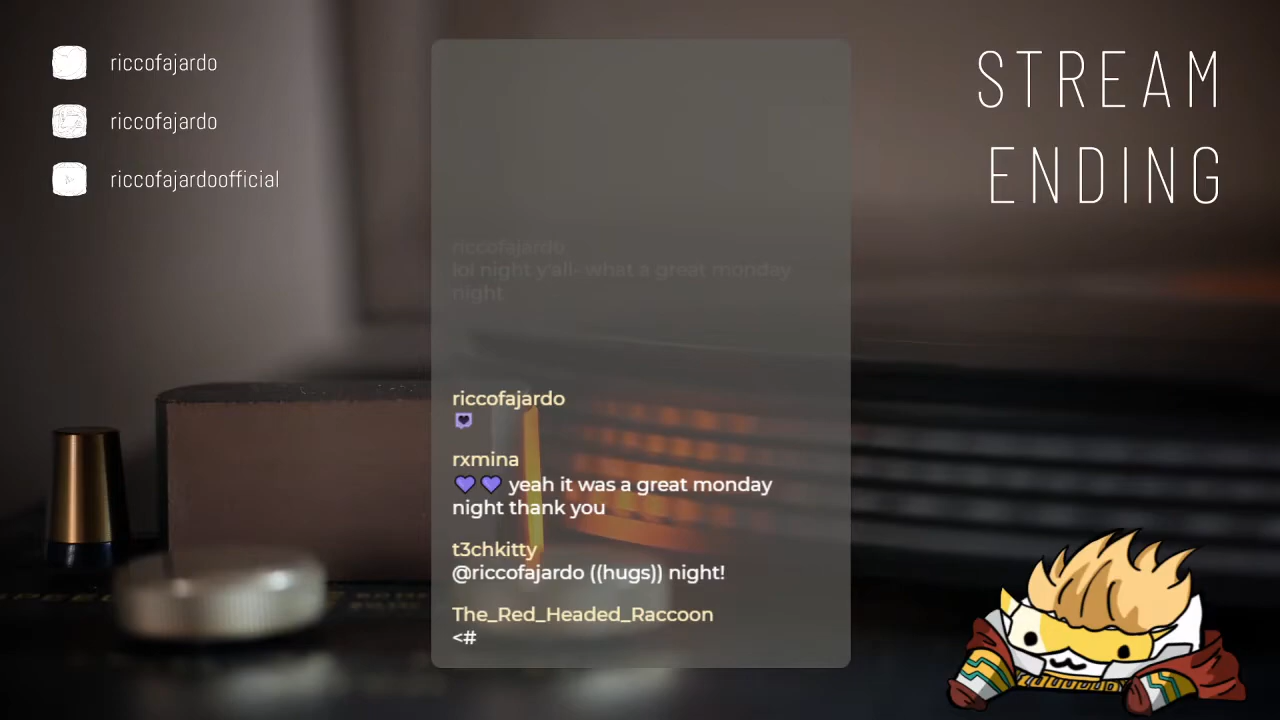 riccofajardo
riccofajardo
riccofajardoofficial
STREAM
ENDING
riccofajardo
lol night y'all- what a great monday
night
riccofajardo
rxmina
💜💜 yeah it was a great monday
night thank you
t3chkitty
@riccofajardo ((hugs)) night!
The_Red_Headed_Raccoon
<#